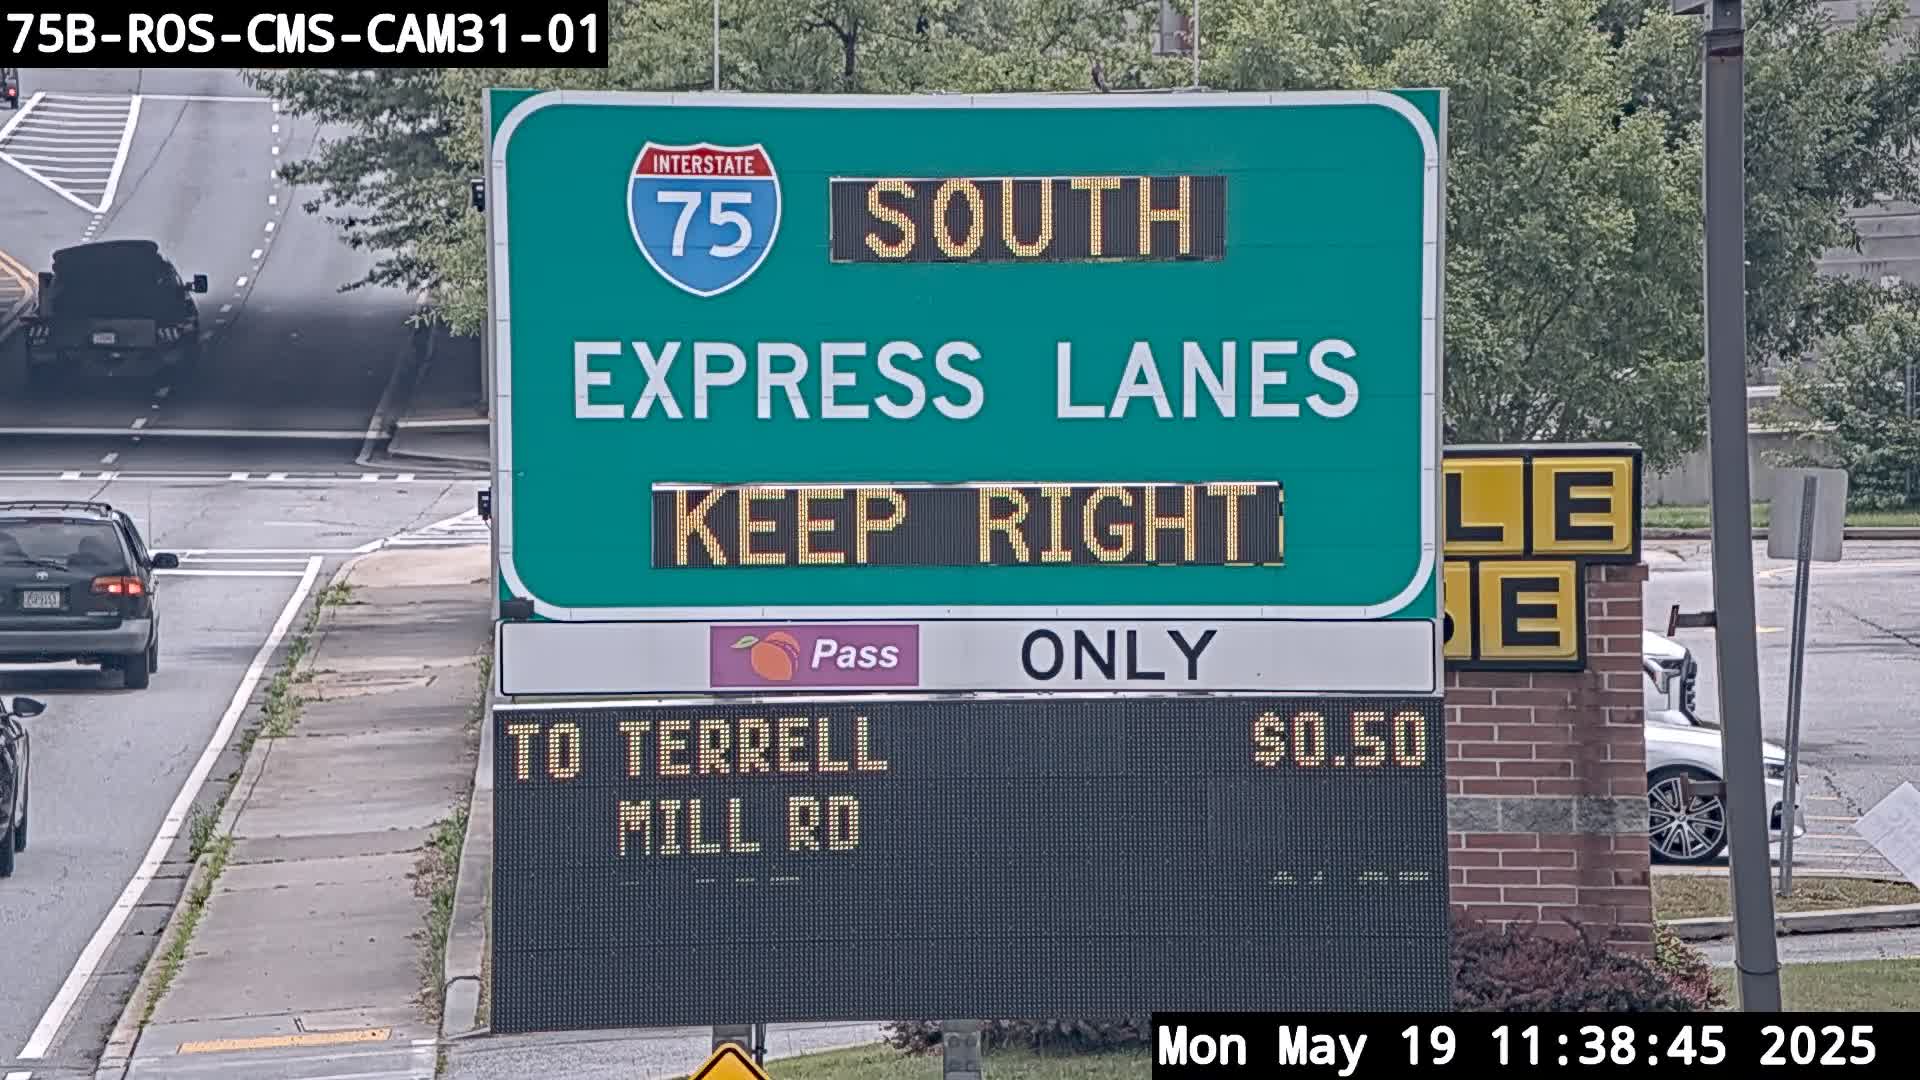 75B-ROS-CMS-CAM31-01
INTERSTATE
75
SOUTH
EXPRESS LANES
KEEP RIGHT
Pass ONLY
TO TERRELL $0.50
MILL RD
LE
E
Mon May 19 11:38:45 2025